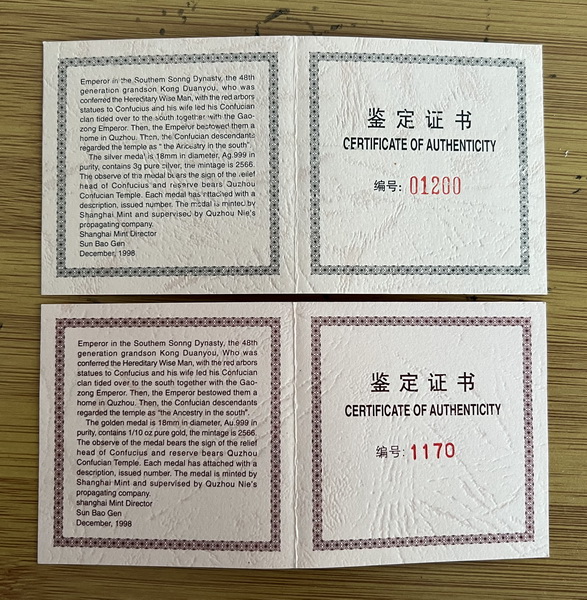 Emperor in the Southern Sonng Dynasty, the 48th
generation grandson Kong Duanyou, who was
conferred the Hereditary Wise Man, with the red arbors
statues to Confucius and his wife led his Confucian
clan tided over to the south together with the Gao-
zong Emperor. Then, the Emperor bestowed them a
home in Quzhou. Then, the Confucian descendants
regarded the temple as " the Ancestry in the south".
The silver medal is 18mm in diameter, Ag.999 in
purity, contains 3g pure silver, the mintage is 2566.
The observe of the medal bears the sign of the relief
head of Confucius and reserve bears Quzhou
Confucian Temple. Each medal has attached with a
description, issued number. The medal is minted by
Shanghai Mint and supervised by Quzhou Nie's
propagating company.
Shanghai Mint Director
Sun Bao Gen
December, 1998
鉴定证书
CERTIFICATE OF AUTHENTICITY
编号: 01200
Emperor in the Southern Sonng Dynasty, the 48th
generation grandson Kong Duanyou, Who was
conferred the Hereditary Wise Man, with the red arbors
statues to Confucius and his wife led his Confucian
clan tided over to the south together with the Gao-
zong Emperor. Then, the Emperor bestowed them a
home in Quzhou. Then, the Confucian descendants
regarded the temple as "the Ancestry in the south".
The golden medal is 18mm in diameter, Au.999 in
purity, contains 1/10 oz pure gold, the mintage is 2566.
The observe of the medal bears the sign of the relief
head of Confucius and reserve bears Quzhou
Confucian Temple. Each medal has attached with a
description, issued number. The medal is minted by
Shanghai Mint and supervised by Quzhou Nie's
propagating company.
shanghai Mint Director
Sun Bao Gen
December, 1998
鉴定证书
CERTIFICATE OF AUTHENTICITY
编号: 1170